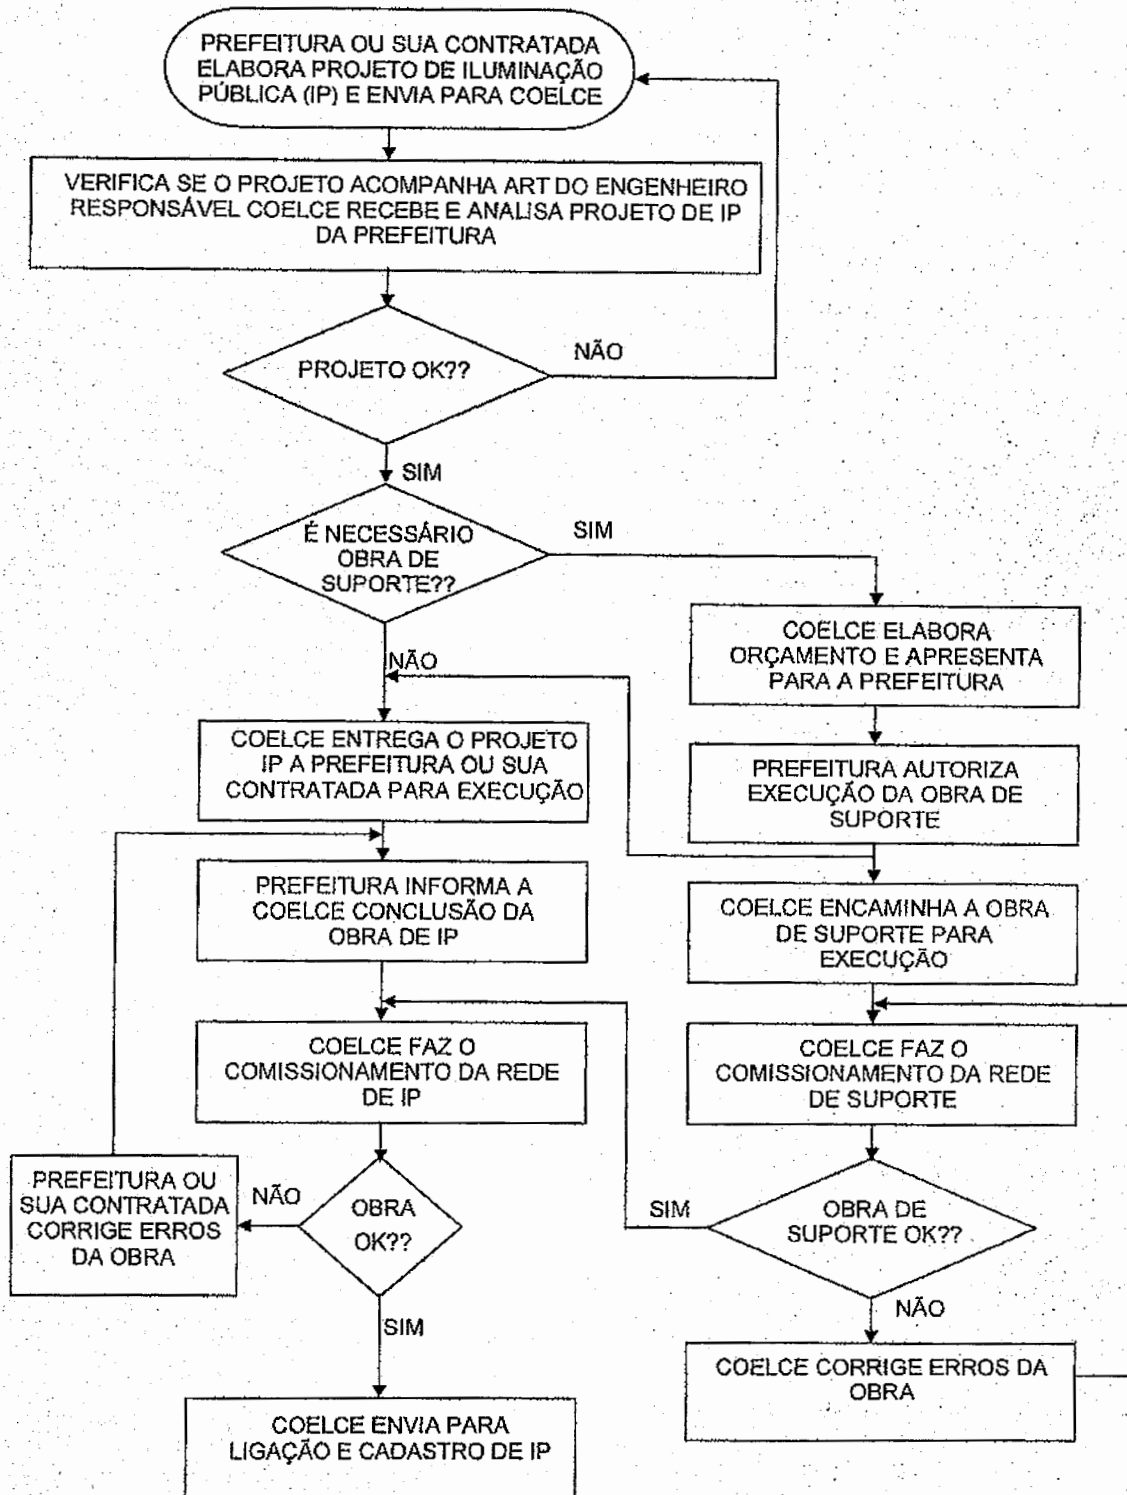 PREFEITURA OU SUA CONTRATADA
ELABORA PROJETO DE ILUMINAÇÃO
PÚBLICA (IP) E ENVIA PARA COELCE
VERIFICA SE O PROJETO ACOMPANHA ART DO ENGENHEIRO
RESPONSÁVEL COELCE RECEBE E ANALISA PROJETO DE IP
DA PREFEITURA
PROJETO OK??
NÃO
SIM
É NECESSÁRIO
OBRA DE
SUPORTE??
SIM
NÃO
COELCE ELABORA
ORÇAMENTO E APRESENTA
PARA A PREFEITURA
COELCE ENTREGA O PROJETO
IP A PREFEITURA OU SUA
CONTRATADA PARA EXECUÇÃO
PREFEITURA AUTORIZA
EXECUÇÃO DA OBRA DE
SUPORTE
PREFEITURA INFORMA A
COELCE CONCLUSÃO DA
OBRA DE IP
COELCE ENCAMINHA A OBRA
DE SUPORTE PARA
EXECUÇÃO
COELCE FAZ O
COMISSIONAMENTO DA REDE
DE IP
COELCE FAZ O
COMISSIONAMENTO DA REDE
DE SUPORTE
PREFEITURA OU
SUA CONTRATADA
CORRIGE ERROS
DA OBRA
NÃO
OBRA
OK??
SIM
SIM
OBRA DE
SUPORTE OK??
NÃO
COELCE CORRIGE ERROS DA
OBRA
COELCE ENVIA PARA
LIGAÇÃO E CADASTRO DE IP